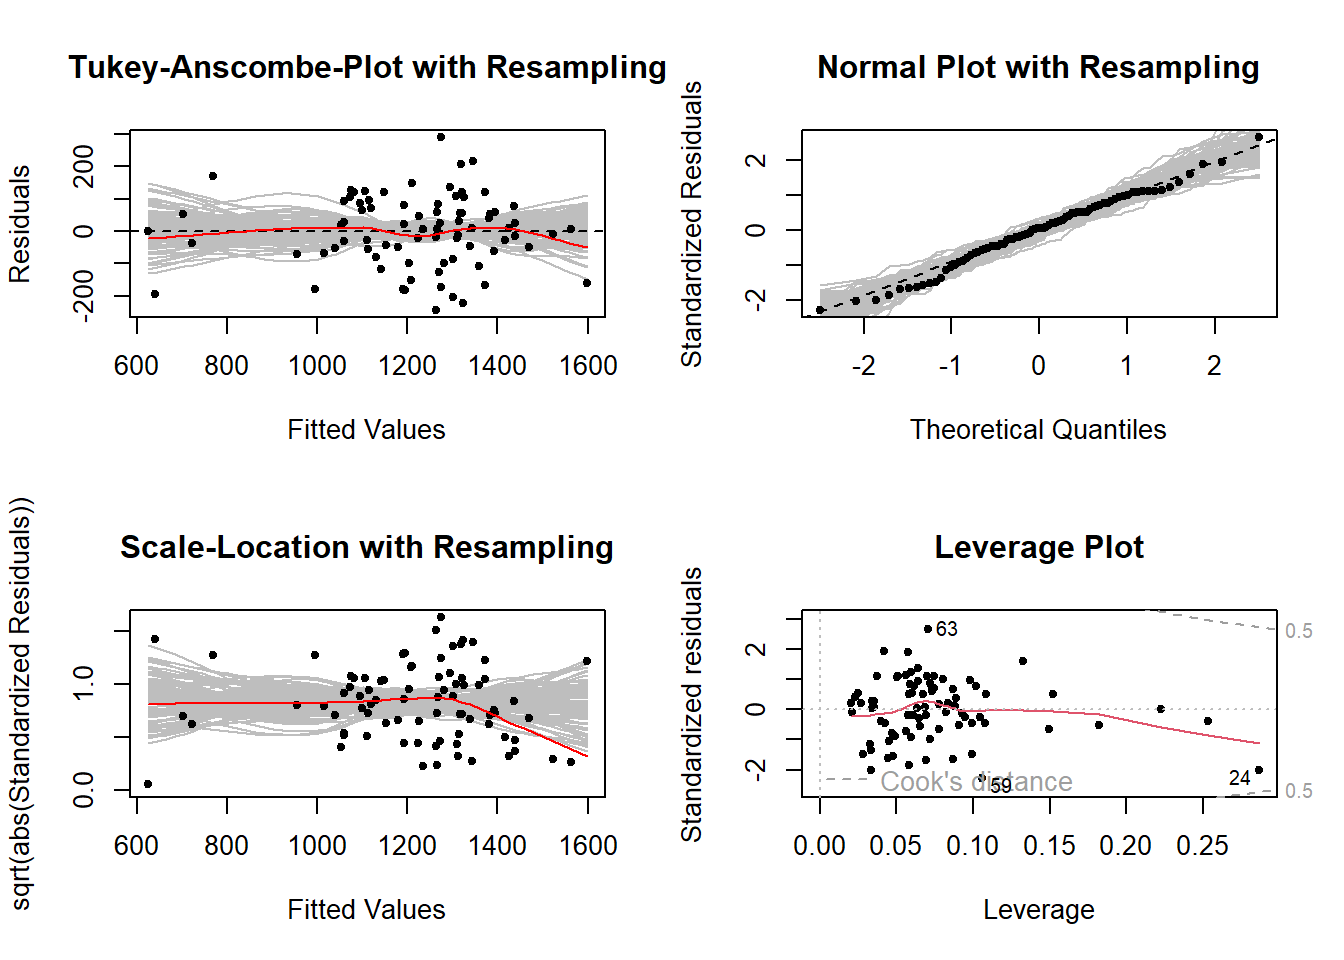 Tukey-Anscombe-Plot with Resampling
Residuals
-200 0 200
600 800 1000 1200 1400 1600
Fitted Values
Normal Plot with Resampling
Standardized Residuals
-2 0 2
-2 -1 0 1 2
Theoretical Quantiles
Scale-Location with Resampling
sqrt(abs(Standardized Residuals))
0.0 1.0
600 800 1000 1200 1400 1600
Fitted Values
Leverage Plot
Standardized residuals
-2 0 2
63
0.5
24
Cook's distance
59
0.5
0.00 0.05 0.10 0.15 0.20 0.25
Leverage